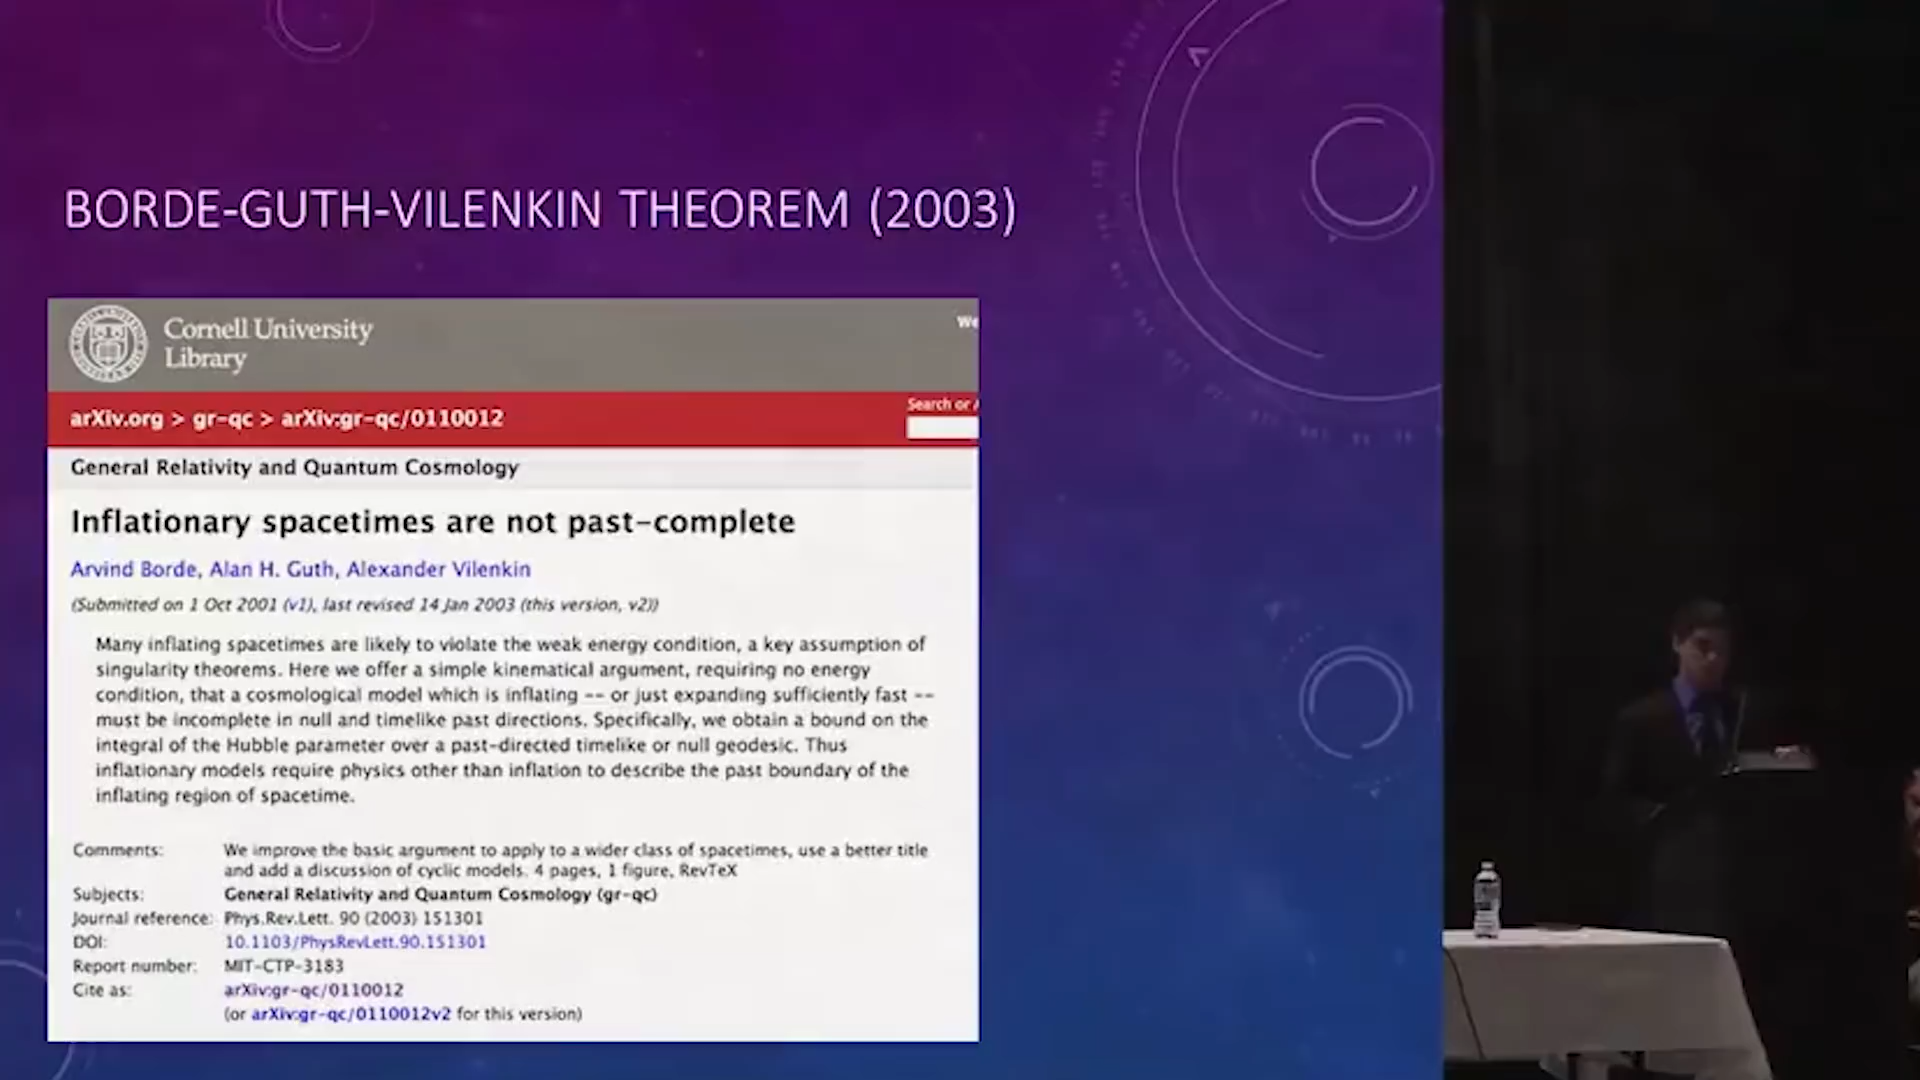 BORDE-GUTH-VILENKIN THEOREM (2003)
Cornell University
Library
We
arXiv.org > gr-qc > arXiv:gr-qc/0110012
Search or
General Relativity and Quantum Cosmology
Inflationary spacetimes are not past-complete
Arvind Borde, Alan H. Guth, Alexander Vilenkin
(Submitted on 1 Oct 2001 (v1), last revised 14 Jan 2003 (this version, v2))
Many inflating spacetimes are likely to violate the weak energy condition, a key assumption of
singularity theorems. Here we offer a simple kinematical argument, requiring no energy
condition, that a cosmological model which is inflating -- or just expanding sufficiently fast --
must be incomplete in null and timelike past directions. Specifically, we obtain a bound on the
integral of the Hubble parameter over a past-directed timelike or null geodesic. Thus
inflationary models require physics other than inflation to describe the past boundary of the
inflating region of spacetime.
Comments: We improve the basic argument to apply to a wider class of spacetimes, use a better title
and add a discussion of cyclic models. 4 pages, 1 figure, RevTeX
Subjects: General Relativity and Quantum Cosmology (gr-qc)
Journal reference: Phys.Rev.Lett. 90 (2003) 151301
DOI: 10.1103/PhysRevLett.90.151301
Report number: MIT-CTP-3183
Cite as: arXiv:gr-qc/0110012
(or arXiv:gr-qc/0110012v2 for this version)